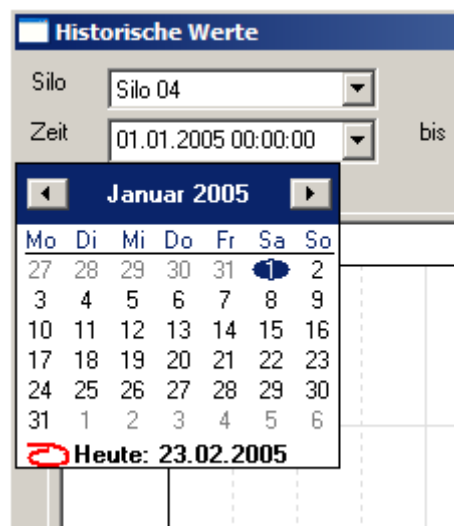 Historische Werte
Silo Silo 04
Zeit 01.01.2005 00:00:00 bis
Januar 2005
Mo Di Mi Do Fr Sa So
27 28 29 30 31 1 2
3 4 5 6 7 8 9
10 11 12 13 14 15 16
17 18 19 20 21 22 23
24 25 26 27 28 29 30
31 1 2 3 4 5 6
Heute: 23.02.2005